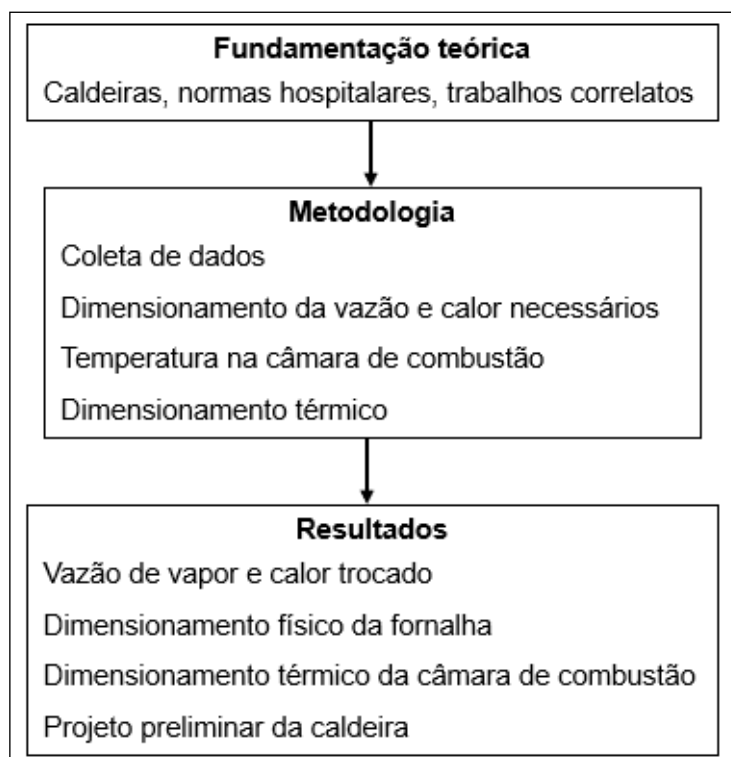 Fundamentação teórica
Caldeiras, normas hospitalares, trabalhos correlatos
Metodologia
Coleta de dados
Dimensionamento da vazão e calor necessários
Temperatura na câmara de combustão
Dimensionamento térmico
Resultados
Vazão de vapor e calor trocado
Dimensionamento físico da fornalha
Dimensionamento térmico da câmara de combustão
Projeto preliminar da caldeira